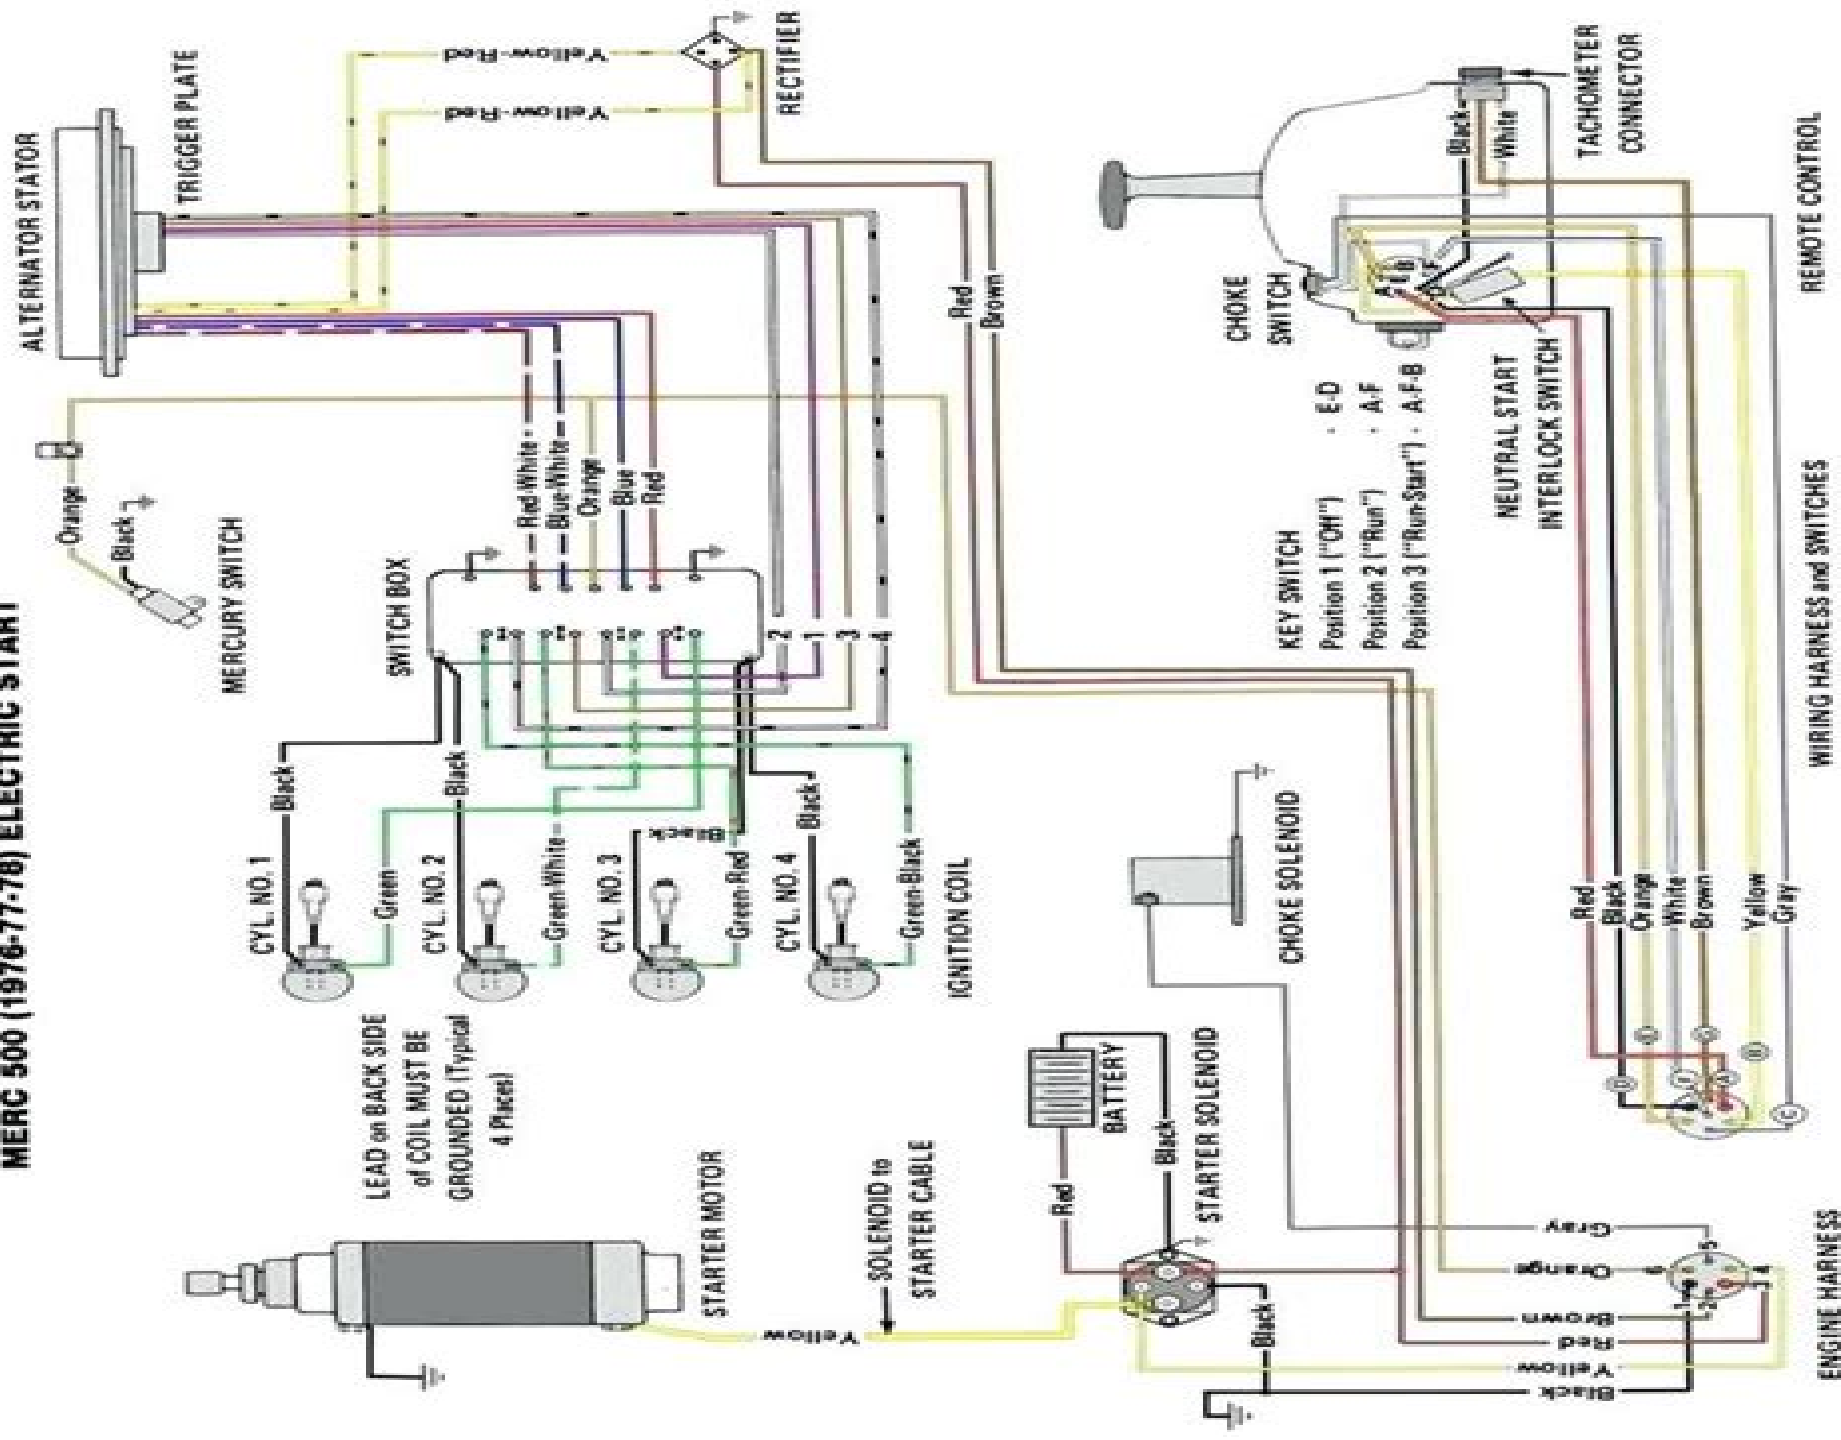 MERC 500 (1976-77-78) ELECTRIC START
ALTERNATOR STATOR
TRIGGER PLATE
Yellow-Red
Yellow-Red
RECTIFIER
Orange
Black
MERCURY SWITCH
SWITCH BOX
Red-White
Blue-White
Orange
Blue
Red
2
1
3
4
Red
Brown
CYL. NO. 1
Black
Green
CYL. NO. 2
Black
Green-White
CYL. NO. 3
Black
Green-Red
CYL. NO. 4
Black
Green-Black
IGNITION COIL
LEAD on BACK SIDE
of COIL MUST BE
GROUNDED (Typical
4 Places)
STARTER MOTOR
Yellow
SOLENOID to
STARTER CABLE
BATTERY
Red
Black
STARTER SOLENOID
Black
CHOKE SOLENOID
CHOKE
SWITCH
Black
White
TACHOMETER
CONNECTOR
REMOTE CONTROL
A
B
F
KEY SWITCH
Position 1 ("Off") - E-D
Position 2 ("Run") - A-F
Position 3 ("Run-Start") - A-F-B
NEUTRAL START
INTERLOCK SWITCH
WIRING HARNESS and SWITCHES
Red
Black
Orange
White
Brown
Yellow
Gray
D
F
A
B
C
Gray
Orange
Brown
Red
Yellow
Black
5
6
1
2
4
3
ENGINE HARNESS